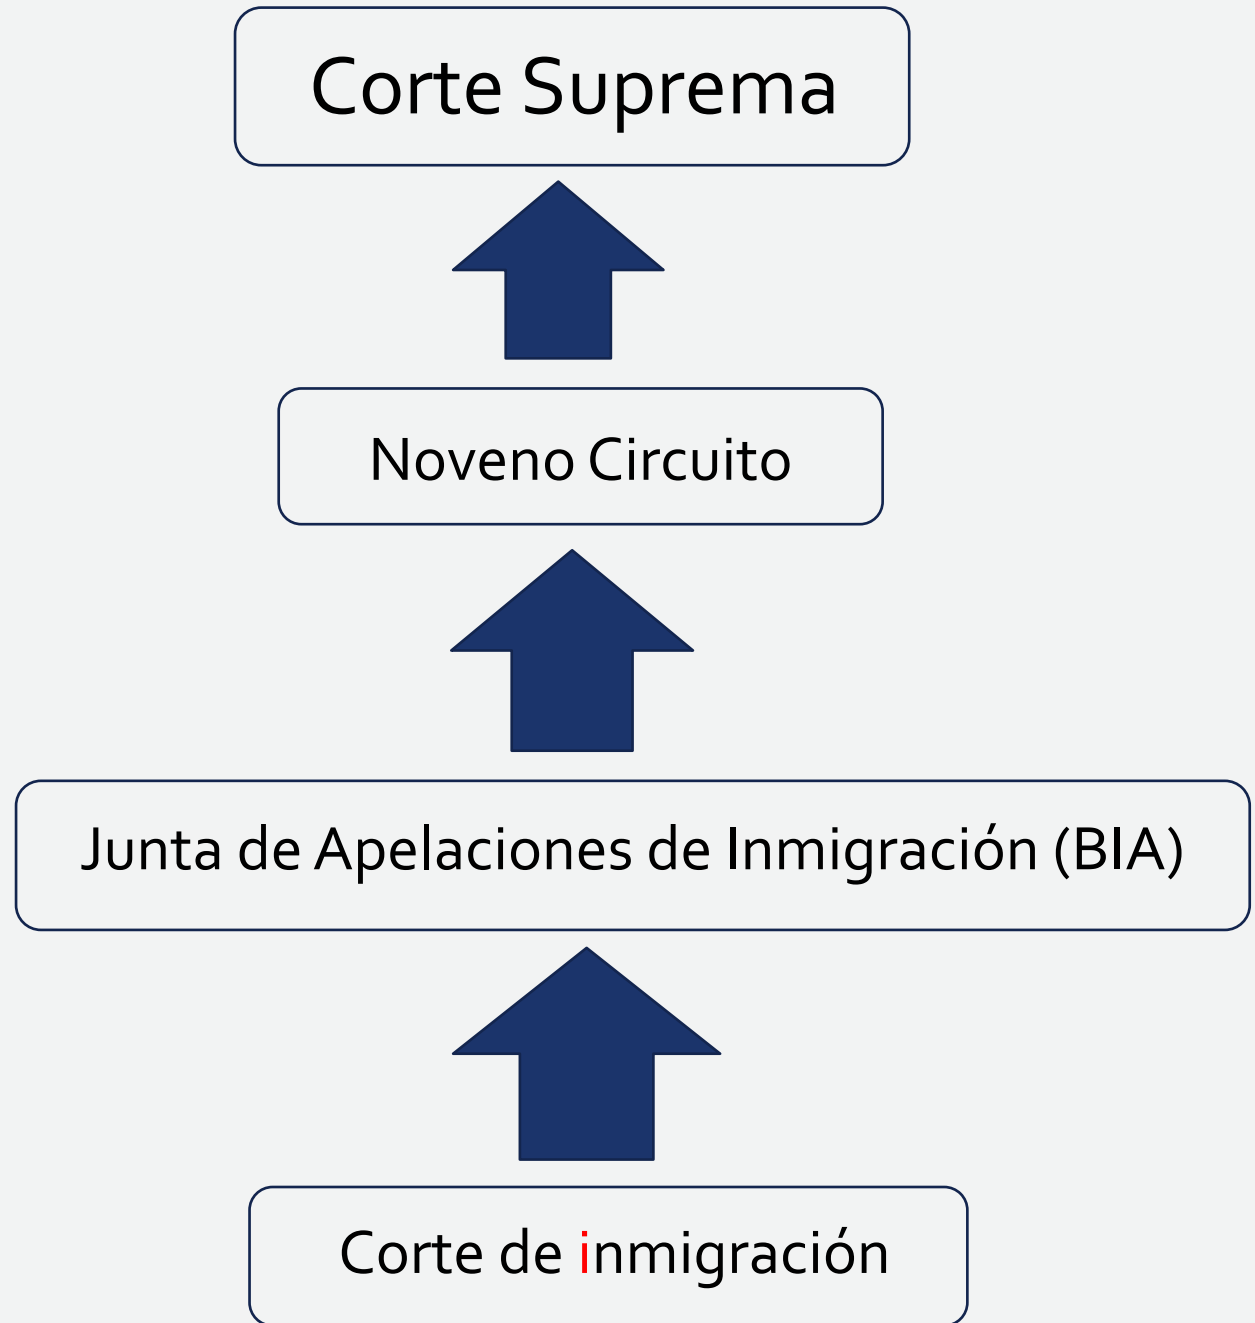 Corte Suprema
Noveno Circuito
Junta de Apelaciones de Inmigración (BIA)
Corte de inmigración